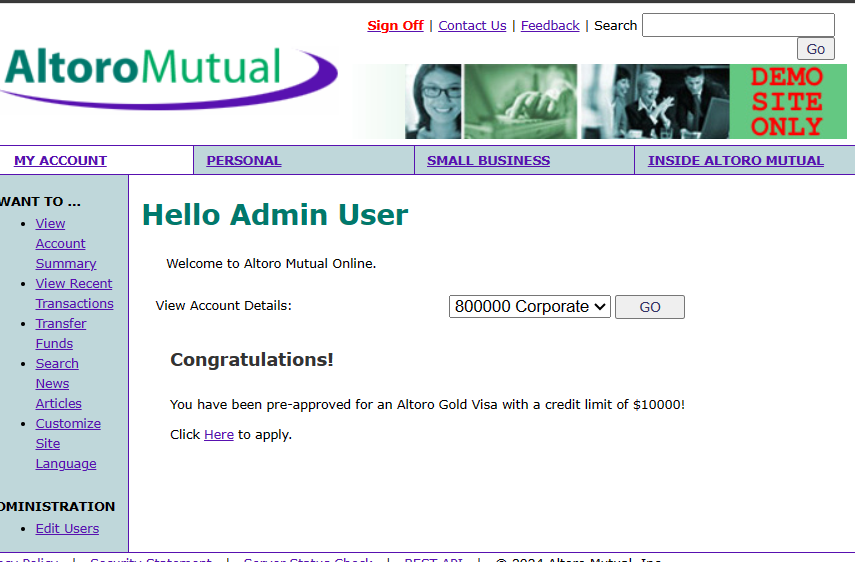 Sign Off | Contact Us | Feedback | Search
Go
AltoroMutual
DEMO
SITE
ONLY
MY ACCOUNT
PERSONAL
SMALL BUSINESS
INSIDE ALTORO MUTUAL
WANT TO ...
View
Account
Summary
View Recent
Transactions
Transfer
Funds
Search
News
Articles
Customize
Site
Language
DMINISTRATION
Edit Users
Hello Admin User
Welcome to Altoro Mutual Online.
View Account Details:
800000 Corporate
GO
Congratulations!
You have been pre-approved for an Altoro Gold Visa with a credit limit of $10000!
Click Here to apply.
acy Policy | Security Statement | Server Status Check | REST API | © 2024 Altoro Mutual, Inc.